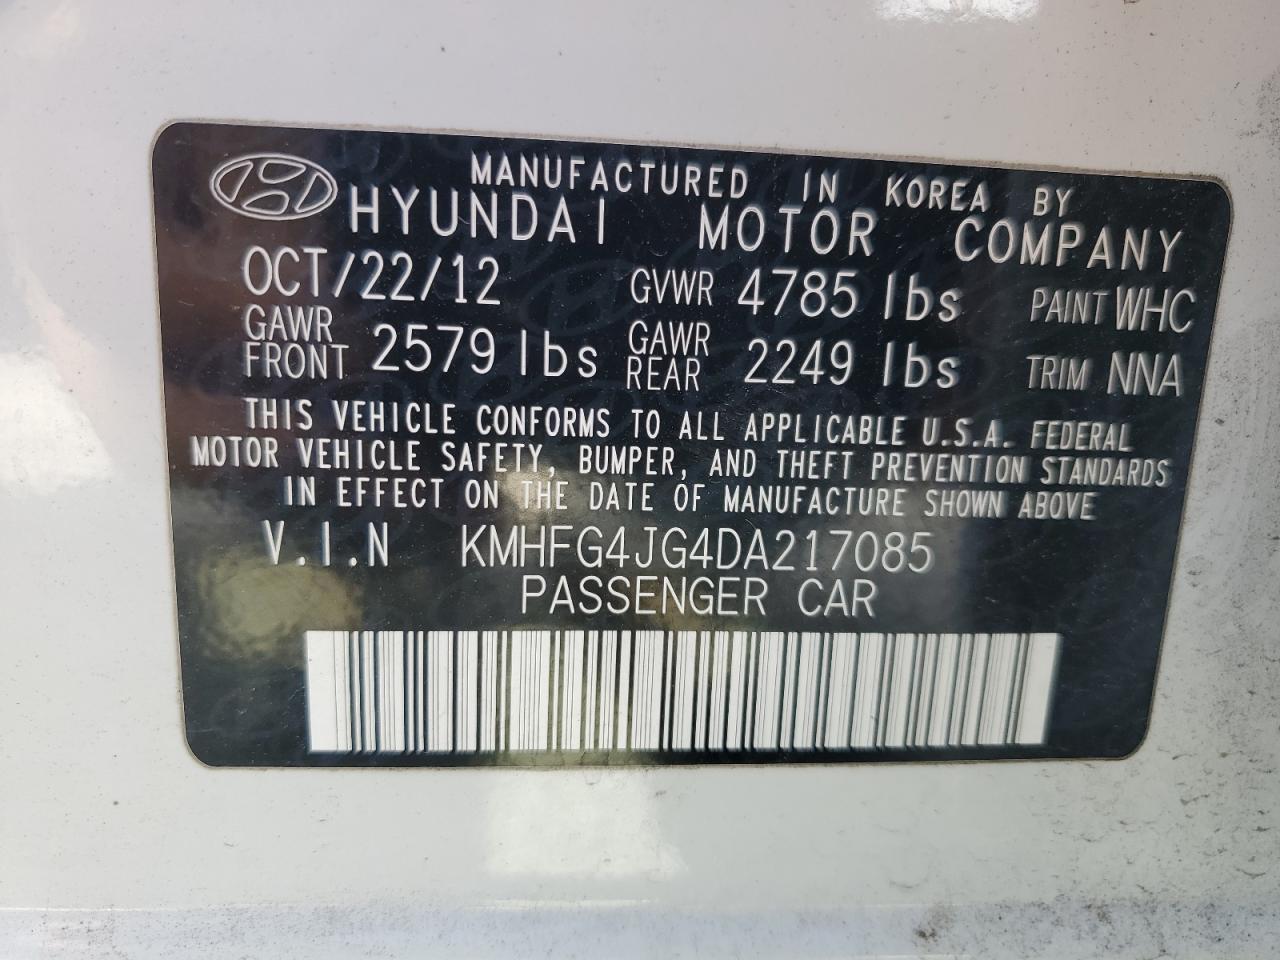 MANUFACTURED IN KOREA BY
HYUNDAI MOTOR COMPANY
OCT/22/12 GVWR 4785 lbs PAINT WHC
GAWR FRONT 2579 lbs GAWR REAR 2249 lbs TRIM NNA
THIS VEHICLE CONFORMS TO ALL APPLICABLE U.S.A. FEDERAL
MOTOR VEHICLE SAFETY, BUMPER, AND THEFT PREVENTION STANDARDS
IN EFFECT ON THE DATE OF MANUFACTURE SHOWN ABOVE
V.I.N KMHFG4JG4DA217085
PASSENGER CAR